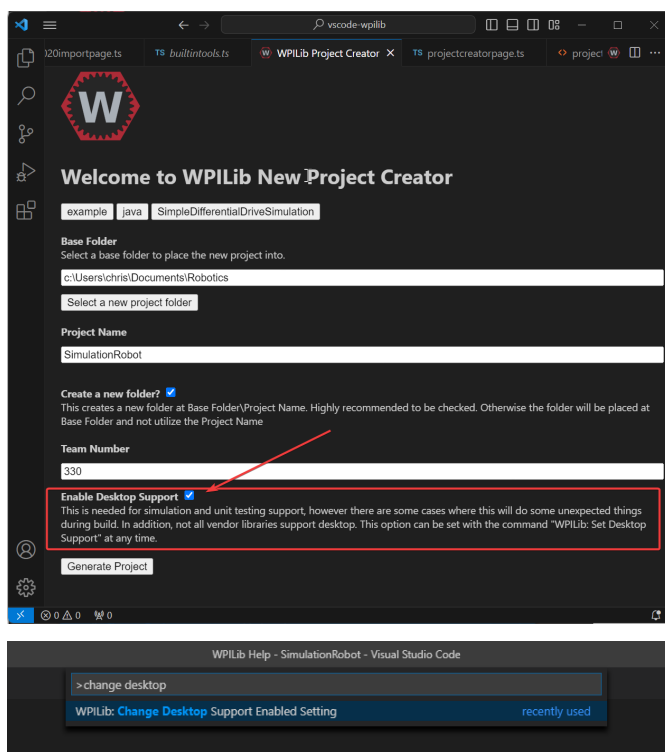 vscode-wpilib
20importpage.ts
TS builtintools.ts
W WPILib Project Creator
TS projectcreatorpage.ts
project
W
W
Welcome to WPILib New Project Creator
example java SimpleDifferentialDriveSimulation
Base Folder
Select a base folder to place the new project into.
c:\Users\chris\Documents\Robotics
Select a new project folder
Project Name
SimulationRobot
Create a new folder?
This creates a new folder at Base Folder\Project Name. Highly recommended to be checked. Otherwise the folder will be placed at
Base Folder and not utilize the Project Name
Team Number
330
Enable Desktop Support
This is needed for simulation and unit testing support, however there are some cases where this will do some unexpected things
during build. In addition, not all vendor libraries support desktop. This option can be set with the command "WPILib: Set Desktop
Support" at any time.
Generate Project
0 0 0
WPILib Help - SimulationRobot - Visual Studio Code
>change desktop
WPILib: Change Desktop Support Enabled Setting recently used